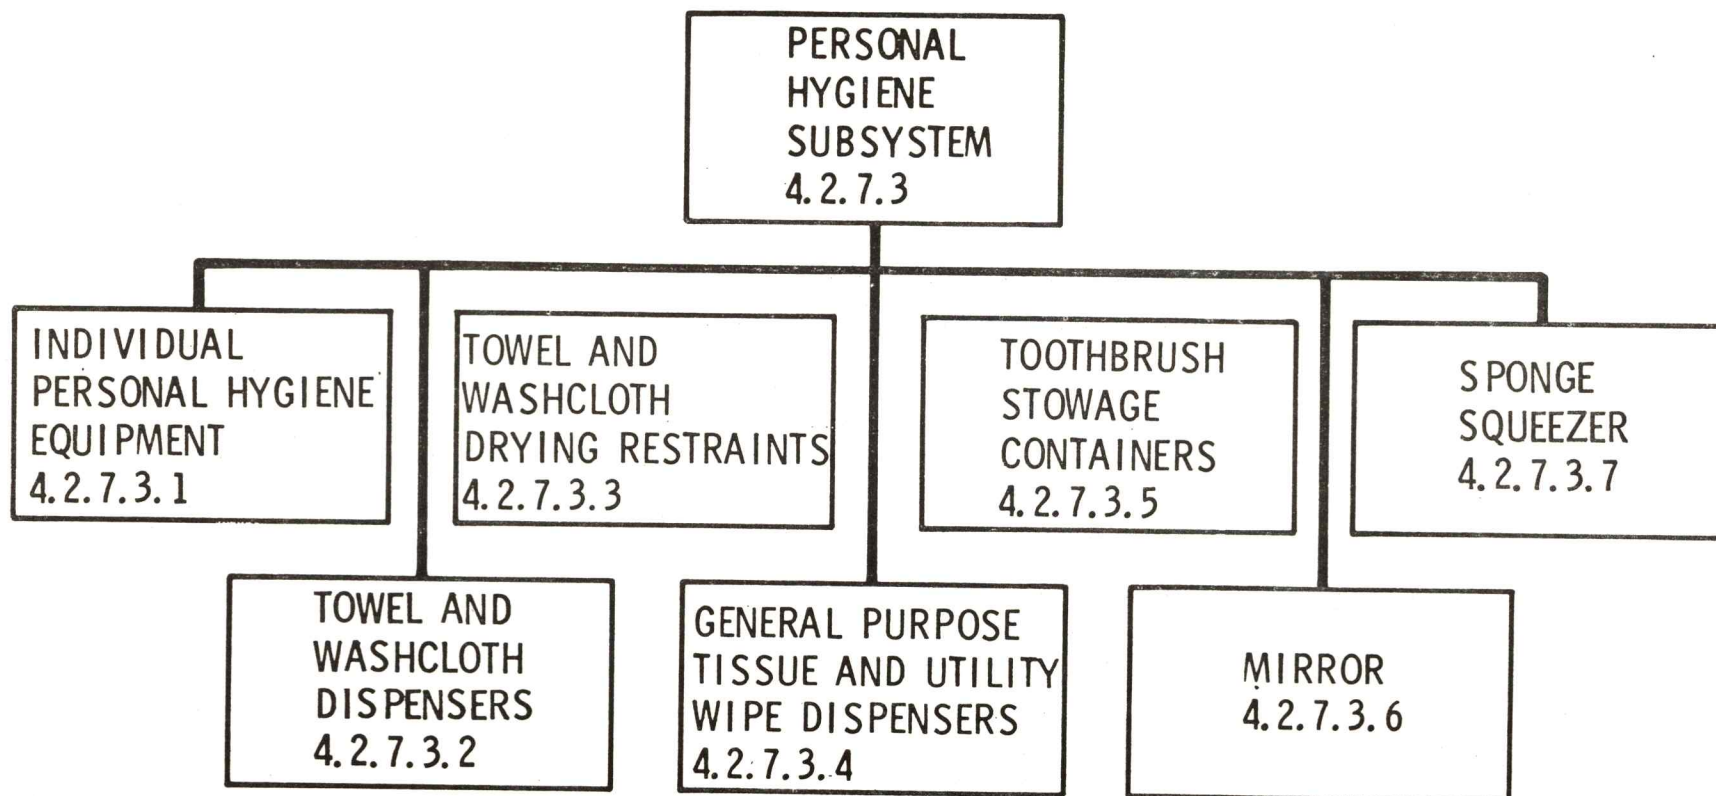 PERSONAL
HYGIENE
SUBSYSTEM
4.2.7.3
INDIVIDUAL
PERSONAL HYGIENE
EQUIPMENT
4.2.7.3.1
TOWEL AND
WASHCLOTH
DISPENSERS
4.2.7.3.2
TOWEL AND
WASHCLOTH
DRYING RESTRAINTS
4.2.7.3.3
GENERAL PURPOSE
TISSUE AND UTILITY
WIPE DISPENSERS
4.2.7.3.4
TOOTHBRUSH
STOWAGE
CONTAINERS
4.2.7.3.5
MIRROR
4.2.7.3.6
SPONGE
SQUEEZER
4.2.7.3.7